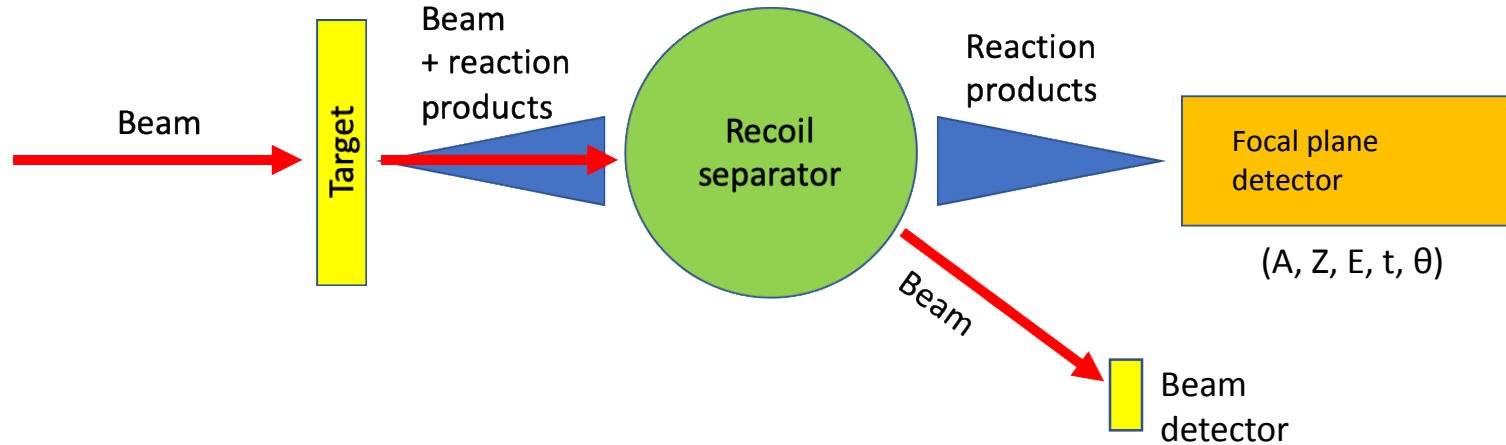 Beam
Target
Beam
+ reaction
products
Recoil
separator
Reaction
products
Focal plane
detector
(A, Z, E, t, θ)
Beam
Beam
detector